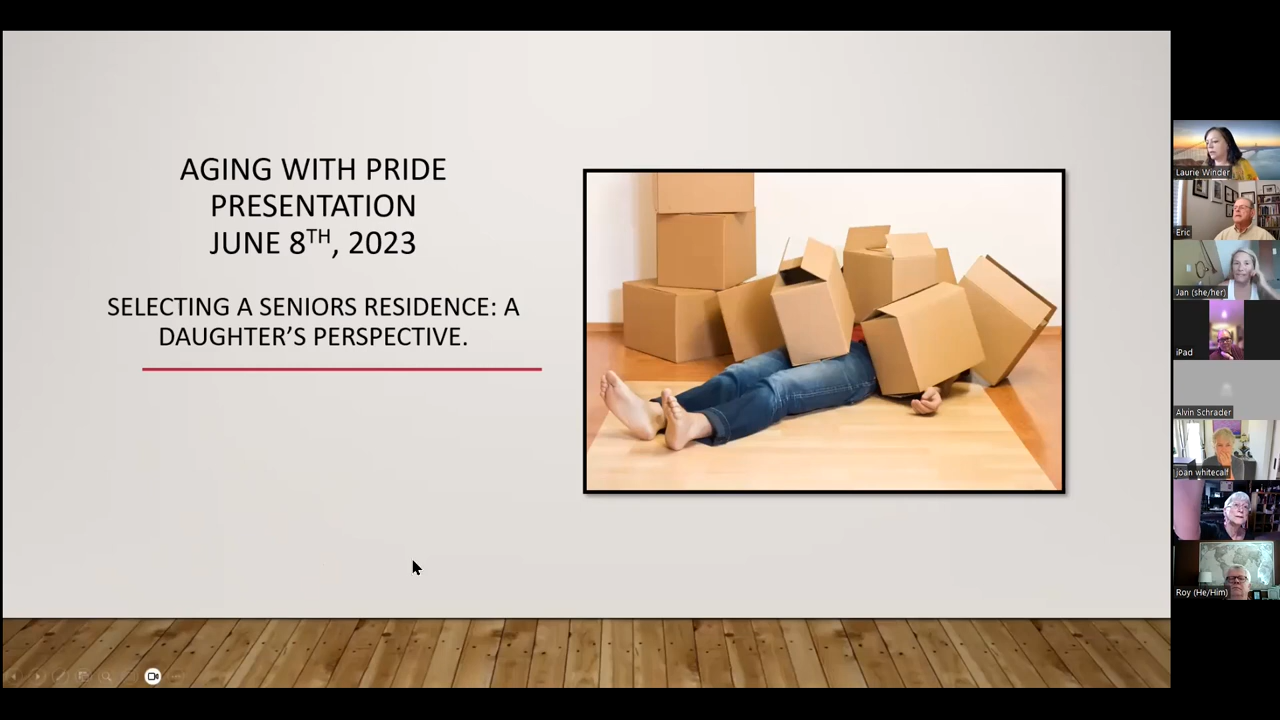 AGING WITH PRIDE
PRESENTATION
JUNE 8TH, 2023
SELECTING A SENIORS RESIDENCE: A
DAUGHTER'S PERSPECTIVE.
Laurie Winder
Eric
Jan (she/her)
iPad
Alvin Schrader
joan whitecalf
Roy (He/Him)